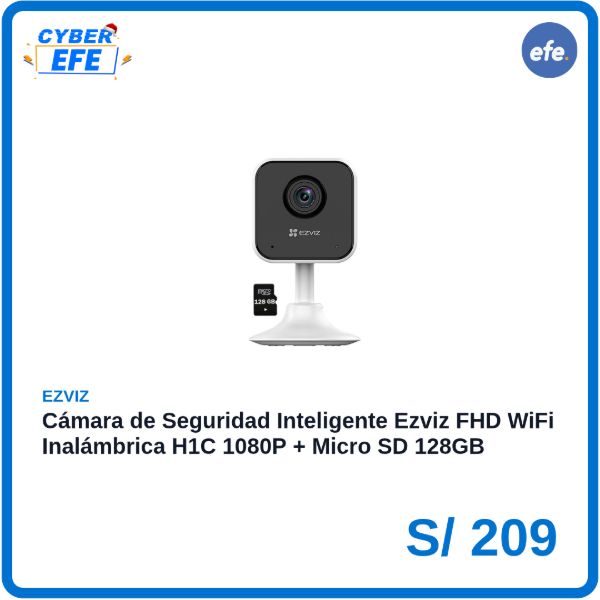 CYBER
EFE
efe.
EZVIZ
128 GB
EZVIZ
Cámara de Seguridad Inteligente Ezviz FHD WiFi
Inalámbrica H1C 1080P + Micro SD 128GB
S/ 209